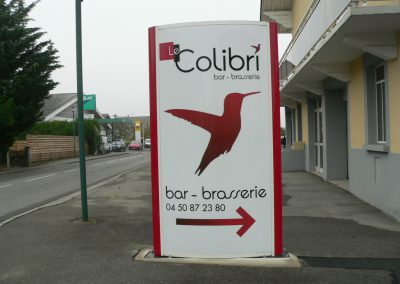 Le
Colibri
bar - brasserie
bar - brasserie
04 50 87 23 80